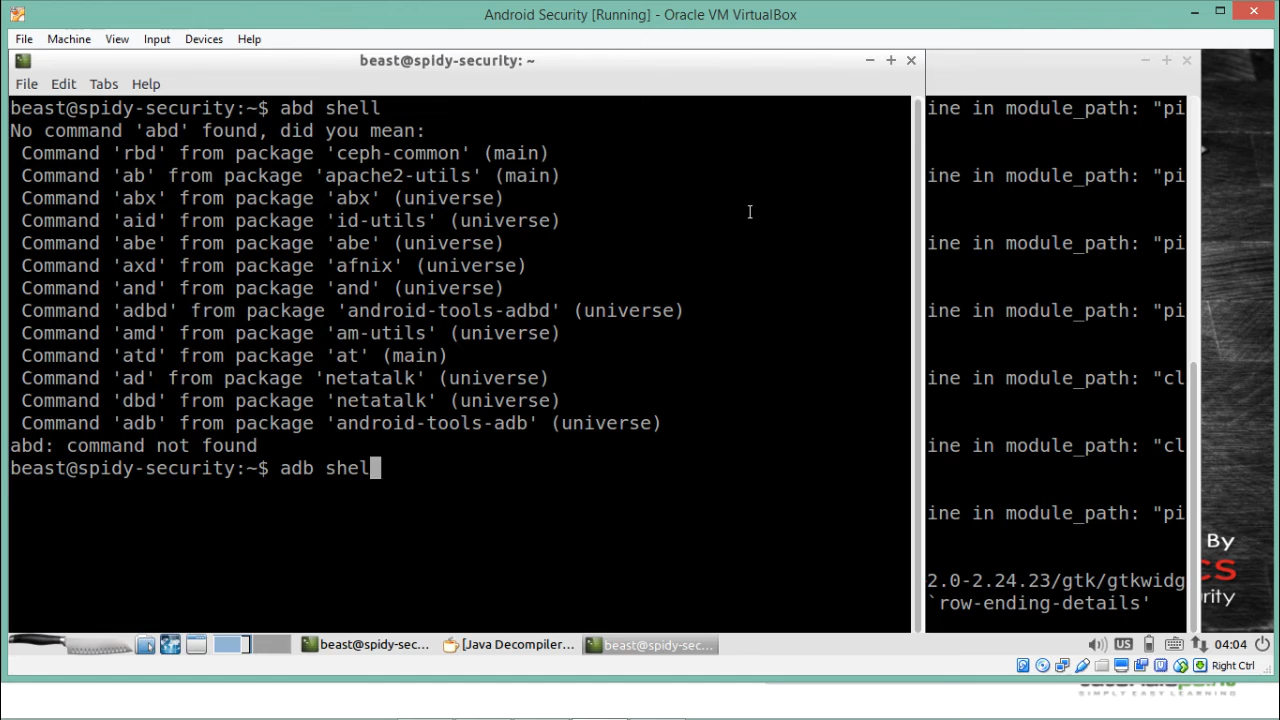 Android Security [Running] - Oracle VM VirtualBox
File Machine View Input Devices Help
beast@spidy-security: ~
File Edit Tabs Help
beast@spidy-security:~$ abd shell
No command 'abd' found, did you mean:
Command 'rbd' from package 'ceph-common' (main)
Command 'ab' from package 'apache2-utils' (main)
Command 'abx' from package 'abx' (universe)
Command 'aid' from package 'id-utils' (universe)
Command 'abe' from package 'abe' (universe)
Command 'axd' from package 'afnix' (universe)
Command 'and' from package 'and' (universe)
Command 'adbd' from package 'android-tools-adbd' (universe)
Command 'amd' from package 'am-utils' (universe)
Command 'atd' from package 'at' (main)
Command 'ad' from package 'netatalk' (universe)
Command 'dbd' from package 'netatalk' (universe)
Command 'adb' from package 'android-tools-adb' (universe)
abd: command not found
beast@spidy-security:~$ adb shel
ine in module_path: "pi
ine in module_path: "pi
ine in module_path: "pi
ine in module_path: "pi
ine in module_path: "cl
ine in module_path: "cl
ine in module_path: "pi
2.0-2.24.23/gtk/gtkwidg
`row-ending-details'
By
CS
rity
beast@spidy-sec... [Java Decompiler... beast@spidy-sec... US 04:04
Right Ctrl
SIMPLY EASY LEARNING